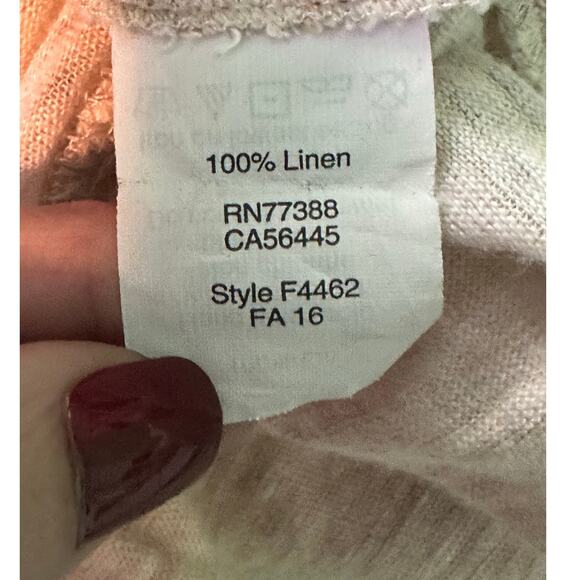 100% Linen
RN77388
CA56445
Style F4462
FA 16